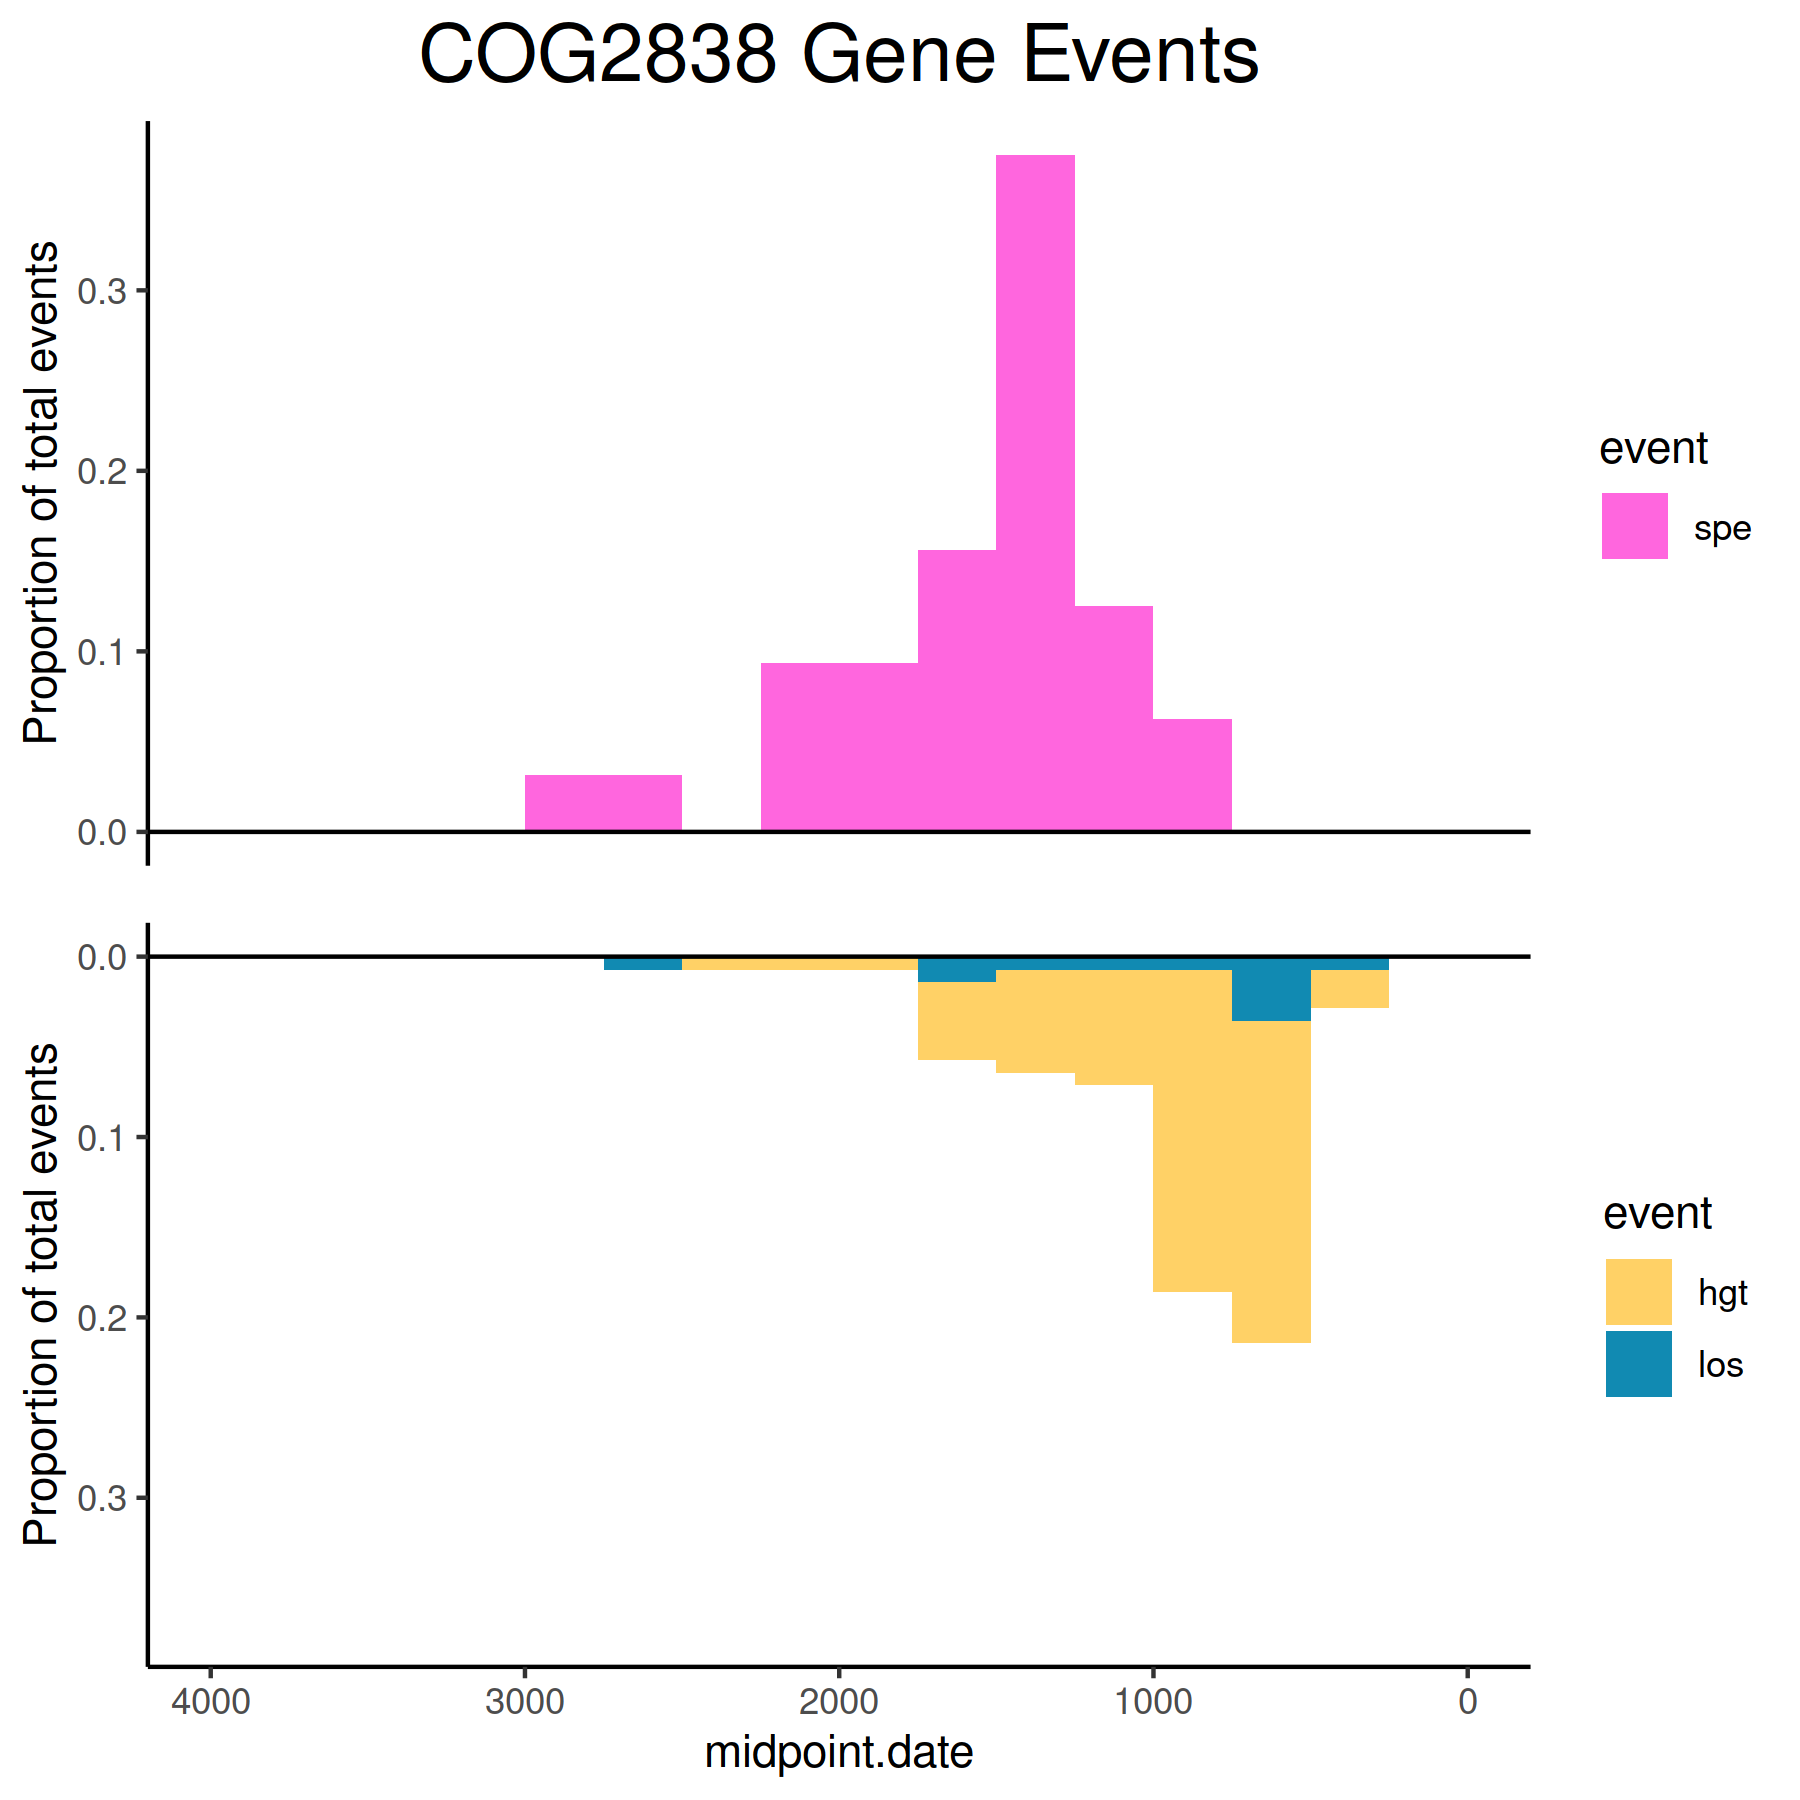 COG2838 Gene Events
Proportion of total events
0.3
0.2
0.1
0.0
event
spe
Proportion of total events
0.0
0.1
0.2
0.3
event
hgt
los
4000 3000 2000 1000 0
midpoint.date